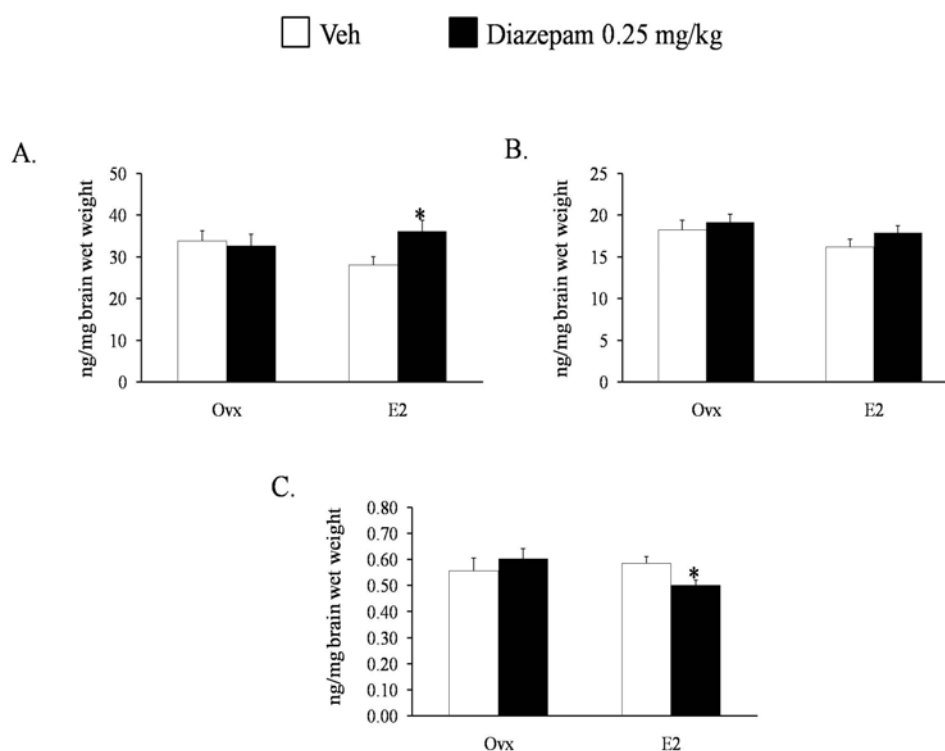 Veh Diazepam 0.25 mg/kg
A.
ng/mg brain wet weight
50
40
30
20
10
0
*
Ovx E2
B.
ng/mg brain wet weight
25
20
15
10
5
0
Ovx E2
C.
ng/mg brain wet weight
0.80
0.70
0.60
0.50
0.40
0.30
0.20
0.10
0.00
*
Ovx E2